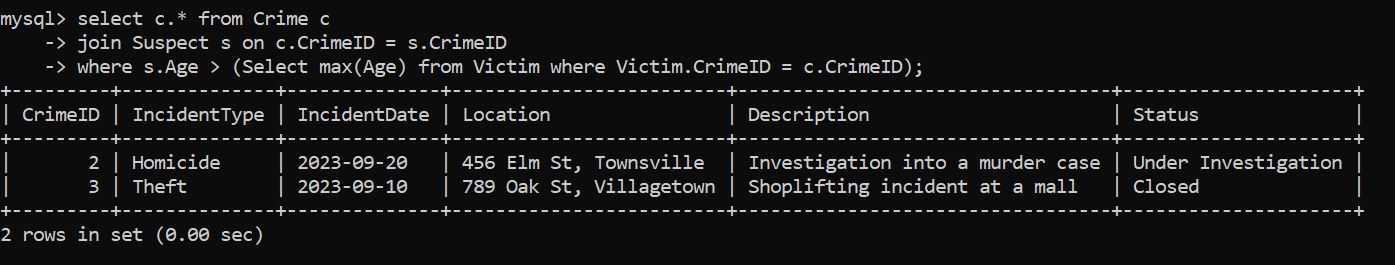 mysql> select c.* from Crime c
    -> join Suspect s on c.CrimeID = s.CrimeID
    -> where s.Age > (Select max(Age) from Victim where Victim.CrimeID = c.CrimeID);
+---------+--------------+--------------+-----------------------+---------------------------------+---------------------+
| CrimeID | IncidentType | IncidentDate | Location              | Description                     | Status              |
+---------+--------------+--------------+-----------------------+---------------------------------+---------------------+
|       2 | Homicide     | 2023-09-20   | 456 Elm St, Townsville  | Investigation into a murder case | Under Investigation |
|       3 | Theft        | 2023-09-10   | 789 Oak St, Villagetown | Shoplifting incident at a mall   | Closed              |
+---------+--------------+--------------+-----------------------+---------------------------------+---------------------+
2 rows in set (0.00 sec)